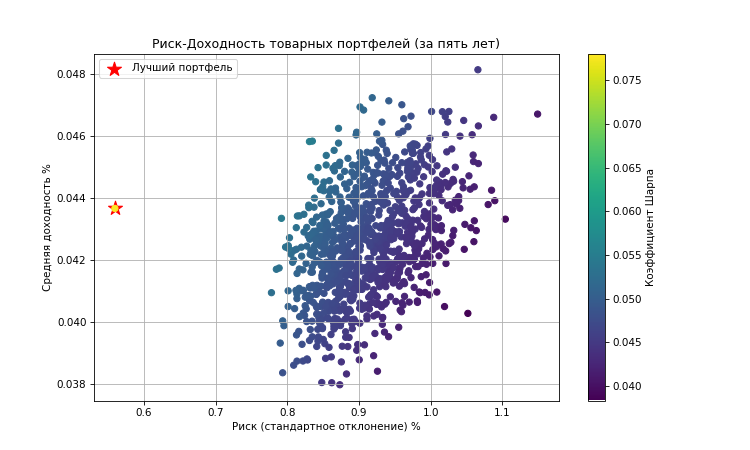 Риск-Доходность товарных портфелей (за пять лет)
Лучший портфель
Средняя доходность %
0.048
0.046
0.044
0.042
0.040
0.038
0.6 0.7 0.8 0.9 1.0 1.1
Риск (стандартное отклонение) %
0.075
0.070
0.065
0.060
0.055
0.050
0.045
0.040
Коэффициент Шарпа